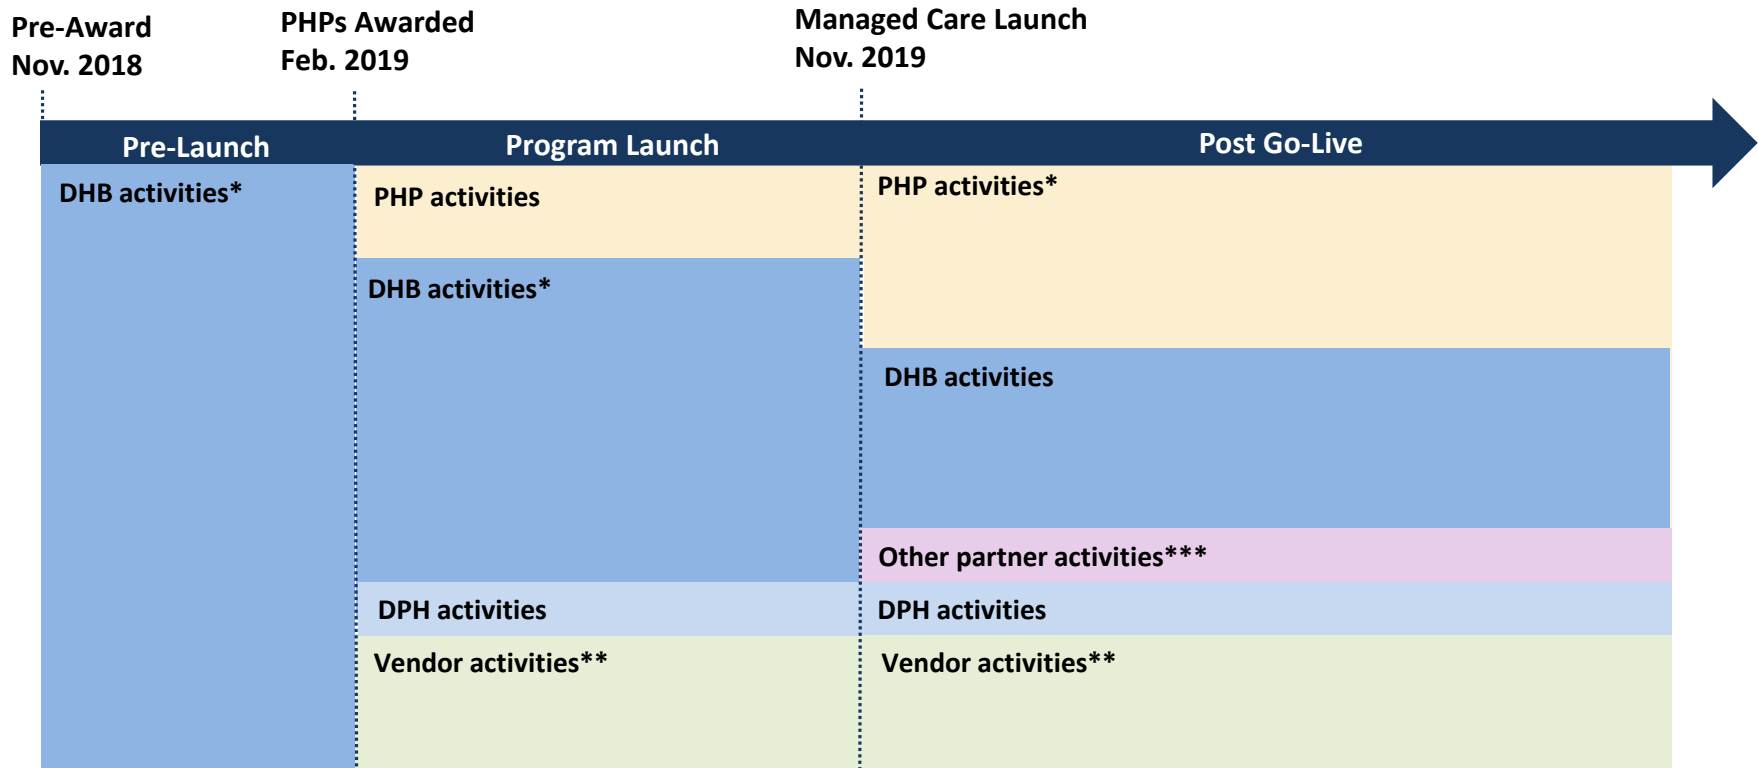 Pre-Award
Nov. 2018
PHPs Awarded
Feb. 2019
Managed Care Launch
Nov. 2019
Pre-Launch
Program Launch
Post Go-Live
DHB activities*
PHP activities
DHB activities*
DPH activities
Vendor activities**
PHP activities*
DHB activities
Other partner activities***
DPH activities
Vendor activities**